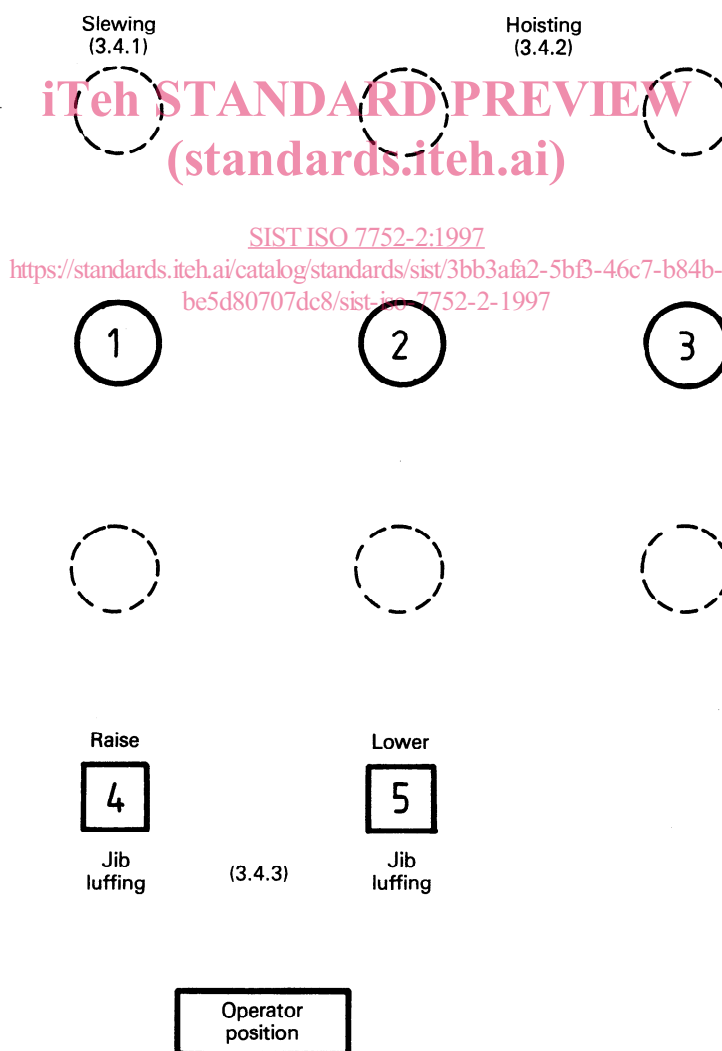 Slewing
(3.4.1)
Hoisting
(3.4.2)
iTeh STANDARD PREVIEW
(standards.iteh.ai)
SIST ISO 7752-2:1997
https://standards.iteh.ai/catalog/standards/sist/3bb3afa2-5bf3-46c7-b84b-
be5d80707dc8/sist-iso-7752-2-1997
1 2 3
Raise
Lower
4 5
Jib
luffing
(3.4.3)
Jib
luffing
Operator
position